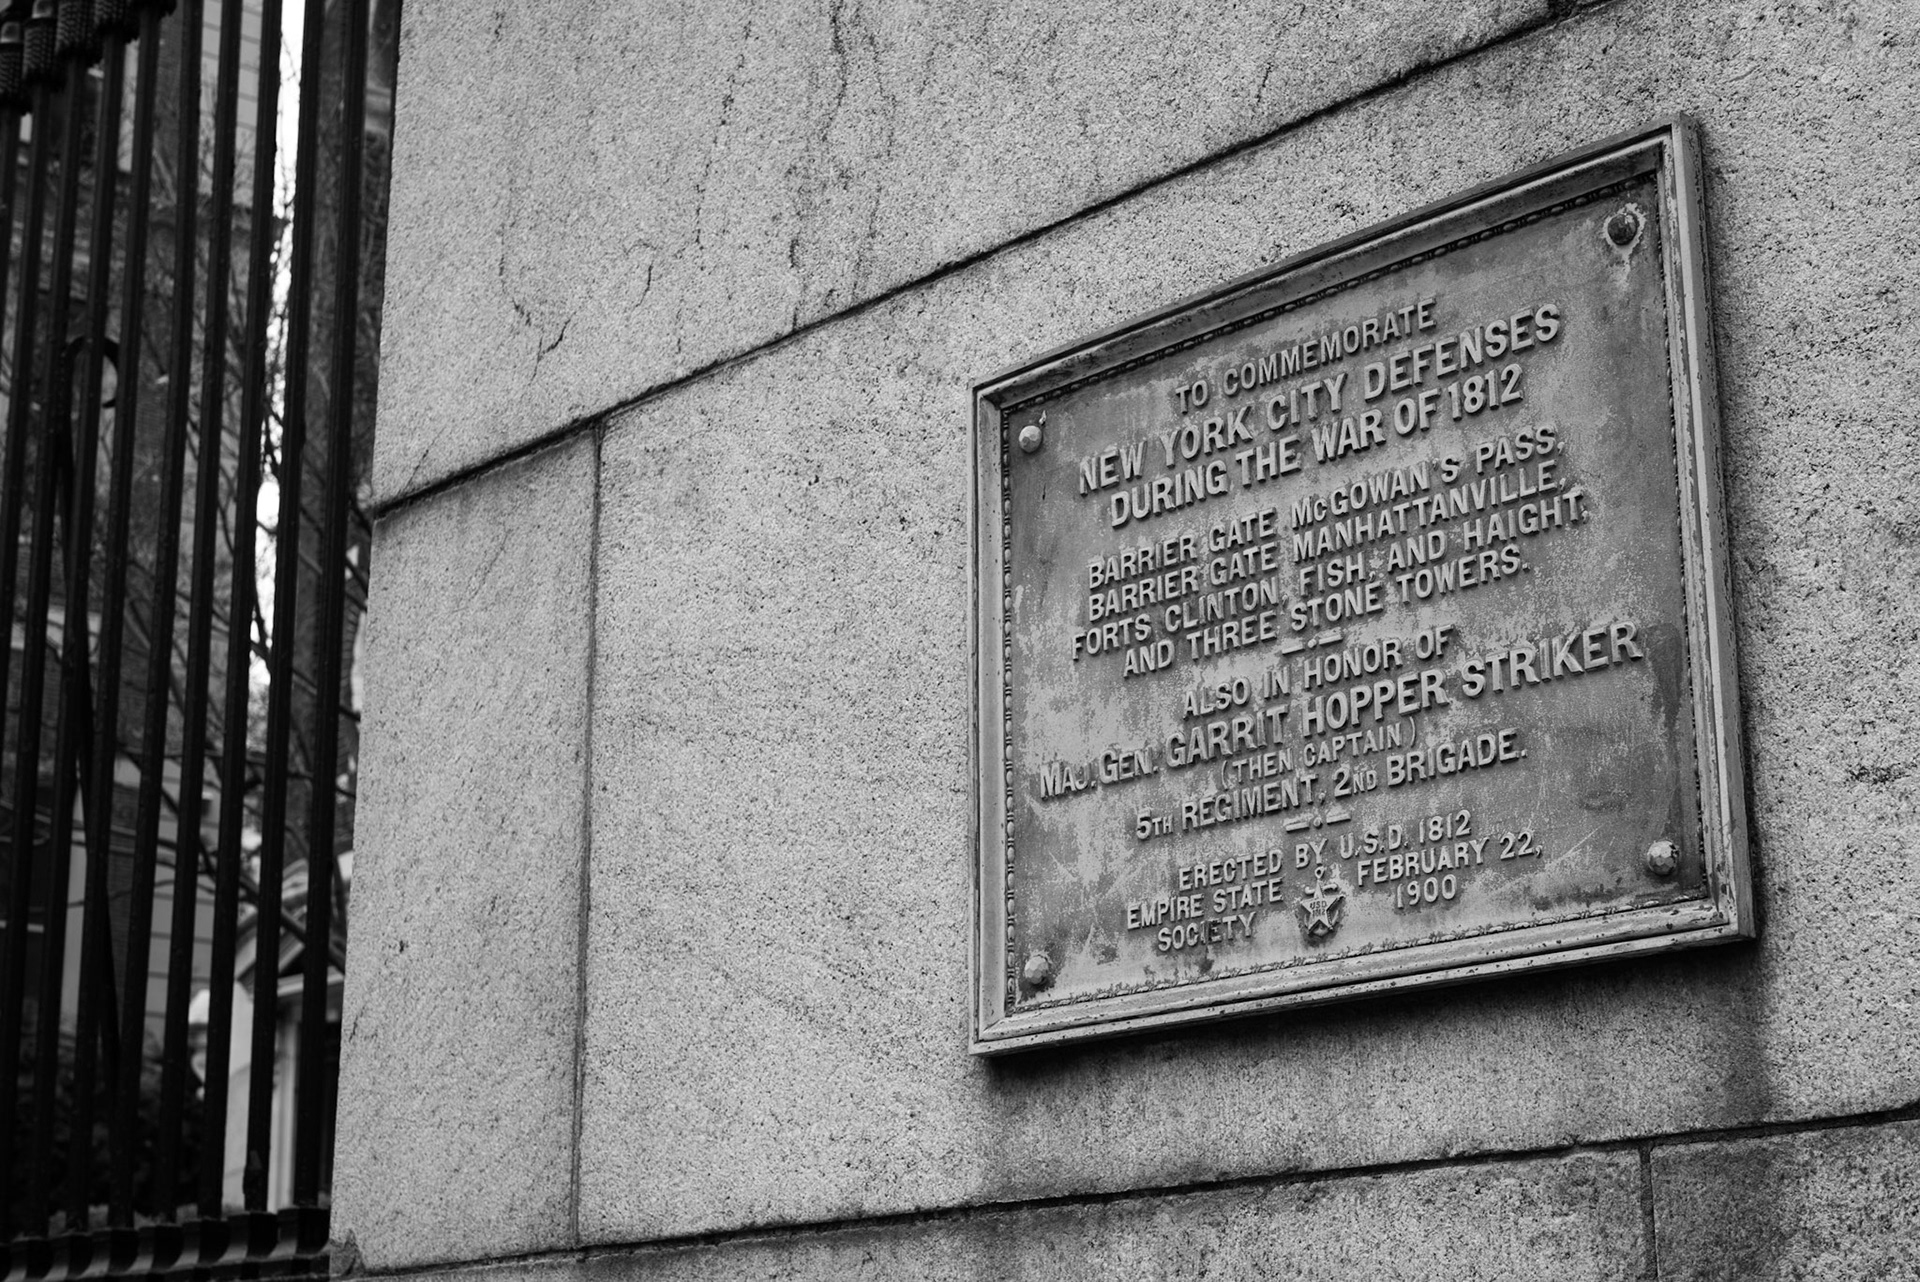 TO COMMEMORATE
NEW YORK CITY DEFENSES
DURING THE WAR OF 1812
BARRIER GATE McGOWAN'S PASS,
BARRIER GATE MANHATTANVILLE,
FORTS CLINTON, FISH, AND HAIGHT,
AND THREE STONE TOWERS.
ALSO IN HONOR OF
MAJ. GEN. GARRIT HOPPER STRIKER
(THEN CAPTAIN)
5TH REGIMENT, 2ND BRIGADE.
ERECTED BY U.S.D. 1812
EMPIRE STATE SOCIETY
FEBRUARY 22, 1900
U.S.D.
1812